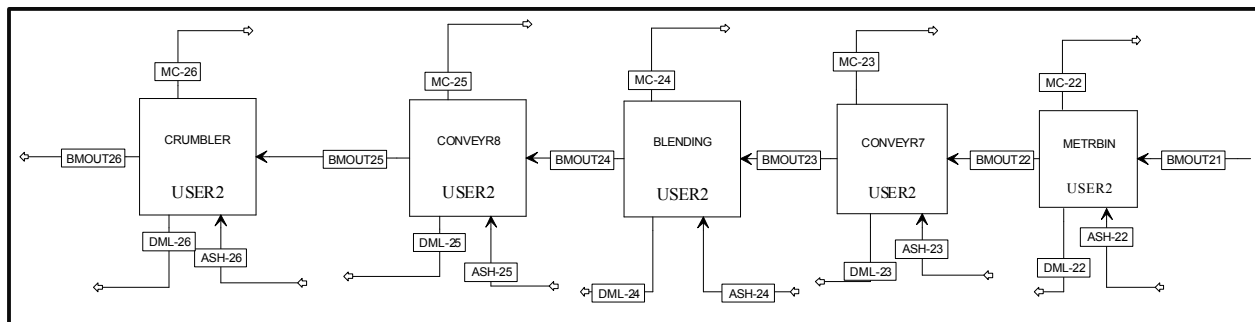 MC-26
MC-25
MC-24
MC-23
MC-22
CRUMBLER
CONVEYR8
BLENDING
CONVEYR7
METRBIN
BMOUT26
BMOUT25
BMOUT24
BMOUT23
BMOUT22
BMOUT21
USER2
USER2
USER2
USER2
USER2
DML-26
ASH-26
DML-25
ASH-25
DML-24
ASH-24
DML-23
ASH-23
DML-22
ASH-22